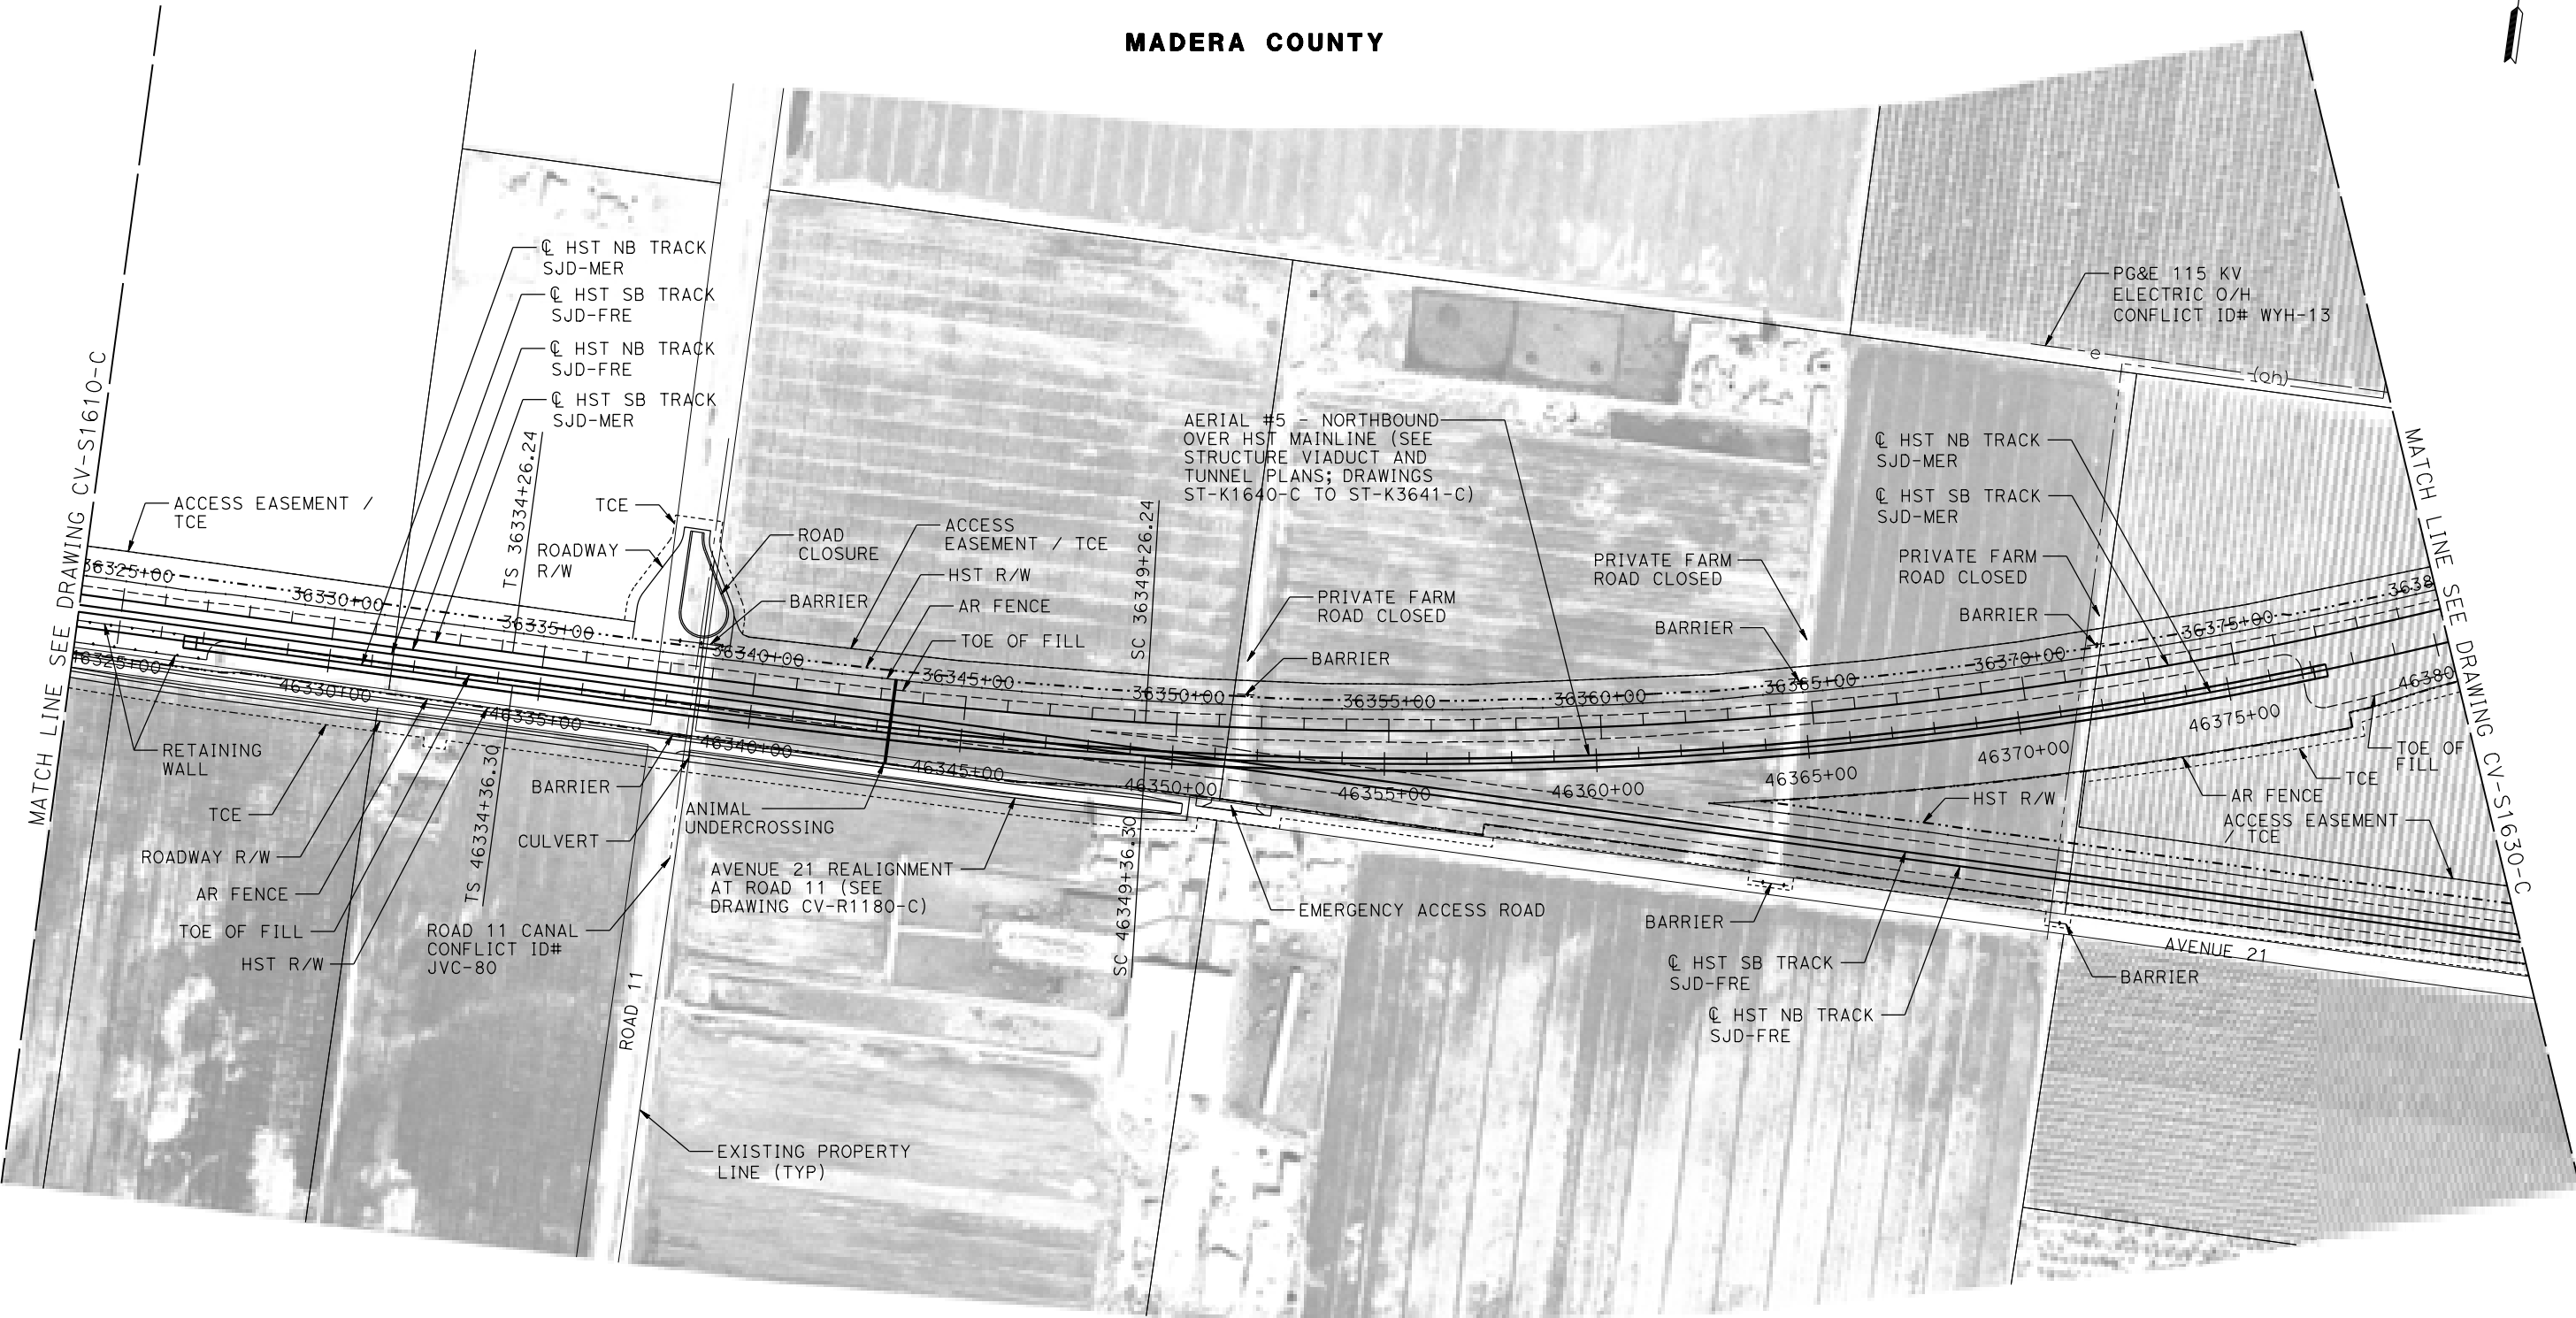 MADERA COUNTY
℄ HST NB TRACK
SJD-MER
℄ HST SB TRACK
SJD-FRE
℄ HST NB TRACK
SJD-FRE
℄ HST SB TRACK
SJD-MER
PG&E 115 KV
ELECTRIC O/H
CONFLICT ID# WYH-13
e
(oh)
MATCH LINE SEE DRAWING CV-S1610-C
ACCESS EASEMENT /
TCE
TS 36334+26.24
TCE
ROADWAY
R/W
ROAD
CLOSURE
BARRIER
ACCESS
EASEMENT / TCE
HST R/W
AR FENCE
TOE OF FILL
SC 36349+26.24
AERIAL #5 - NORTHBOUND
OVER HST MAINLINE (SEE
STRUCTURE VIADUCT AND
TUNNEL PLANS; DRAWINGS
ST-K1640-C TO ST-K3641-C)
PRIVATE FARM
ROAD CLOSED
BARRIER
PRIVATE FARM
ROAD CLOSED
BARRIER
℄ HST NB TRACK
SJD-MER
℄ HST SB TRACK
SJD-MER
PRIVATE FARM
ROAD CLOSED
BARRIER
MATCH LINE SEE DRAWING CV-S1630-C
36325+00
36330+00
36335+00
36340+00
36345+00
36350+00
36355+00
36360+00
36365+00
36370+00
36375+00
3638
46325+00
46330+00
46335+00
46340+00
46345+00
46350+00
46355+00
46360+00
46365+00
46370+00
46375+00
46380
RETAINING
WALL
TCE
ROADWAY R/W
AR FENCE
TOE OF FILL
HST R/W
TS 46334+36.30
BARRIER
CULVERT
ROAD 11 CANAL
CONFLICT ID#
JVC-80
ANIMAL
UNDERCROSSING
AVENUE 21 REALIGNMENT
AT ROAD 11 (SEE
DRAWING CV-R1180-C)
ROAD 11
EXISTING PROPERTY
LINE (TYP)
SC 46349+36.30
EMERGENCY ACCESS ROAD
BARRIER
℄ HST SB TRACK
SJD-FRE
℄ HST NB TRACK
SJD-FRE
HST R/W
TOE OF
FILL
TCE
AR FENCE
ACCESS EASEMENT
/ TCE
AVENUE 21
BARRIER